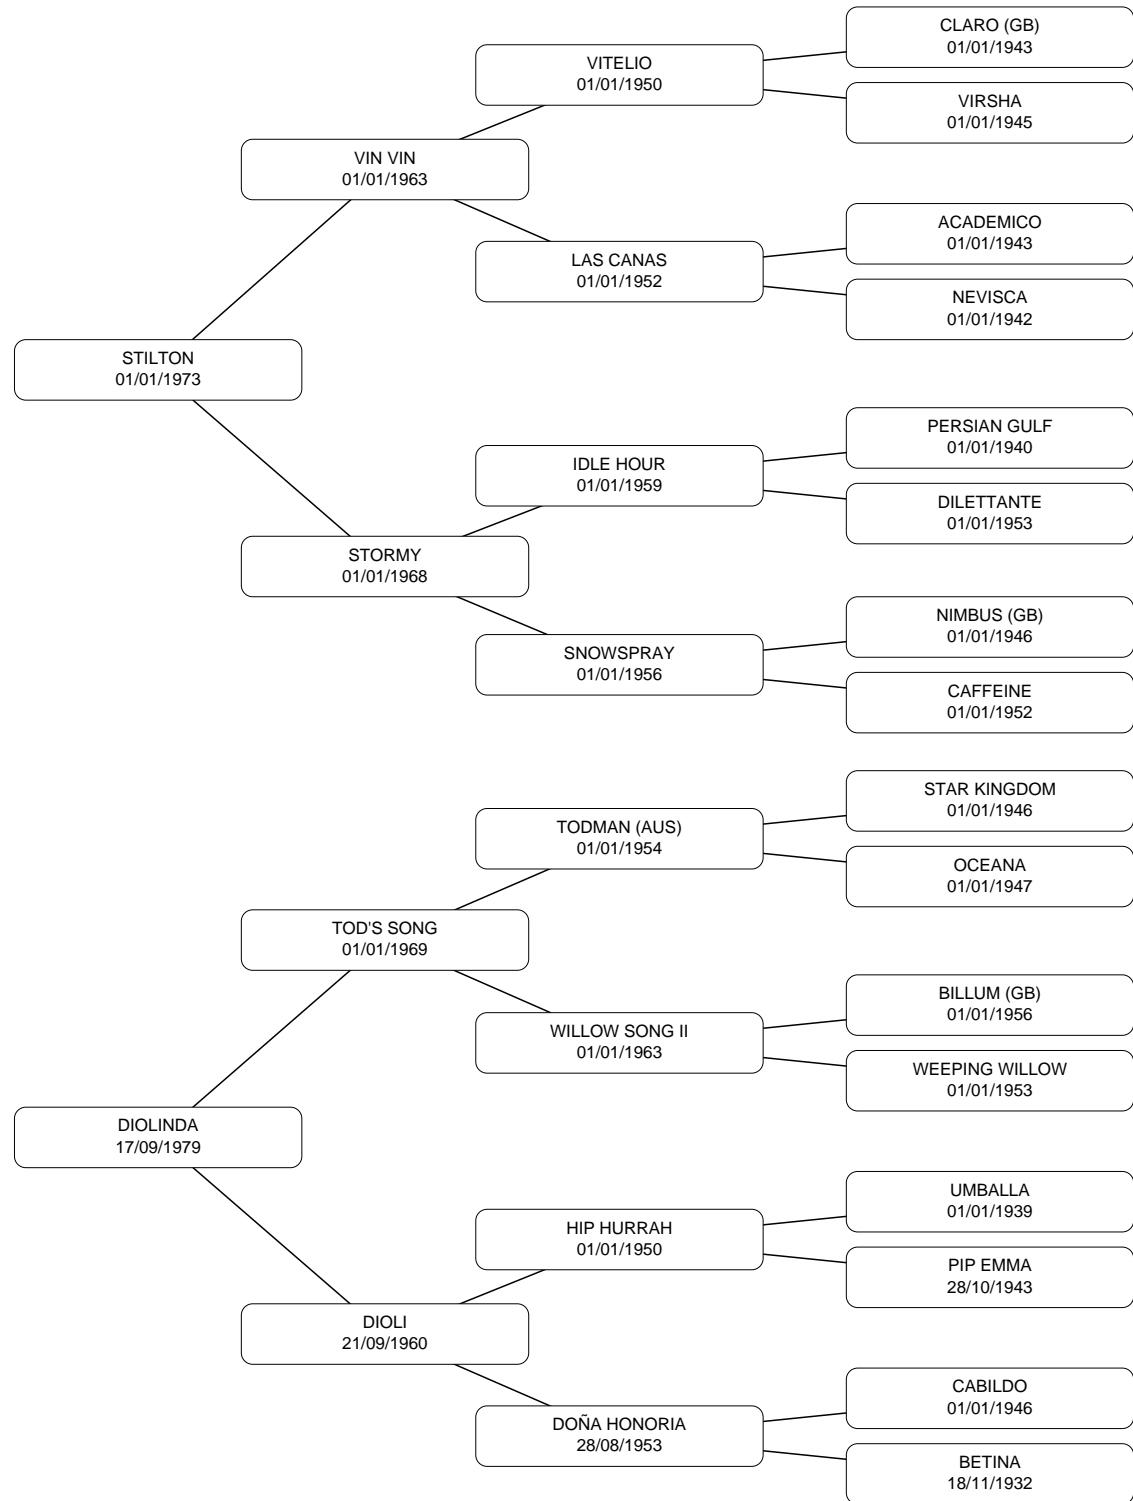 CLARO (GB)
01/01/1943
VITELIO
01/01/1950
VIRSHA
01/01/1945
VIN VIN
01/01/1963
ACADEMICO
01/01/1943
LAS CANAS
01/01/1952
NEVISCA
01/01/1942
STILTON
01/01/1973
PERSIAN GULF
01/01/1940
IDLE HOUR
01/01/1959
DILETTANTE
01/01/1953
STORMY
01/01/1968
NIMBUS (GB)
01/01/1946
SNOWSPRAY
01/01/1956
CAFFEINE
01/01/1952
STAR KINGDOM
01/01/1946
TODMAN (AUS)
01/01/1954
OCEANA
01/01/1947
TOD'S SONG
01/01/1969
BILLUM (GB)
01/01/1956
WILLOW SONG II
01/01/1963
WEEPING WILLOW
01/01/1953
DIOLINDA
17/09/1979
UMBALLA
01/01/1939
HIP HURRAH
01/01/1950
PIP EMMA
28/10/1943
DIOLI
21/09/1960
CABILDO
01/01/1946
DOÑA HONORIA
28/08/1953
BETINA
18/11/1932